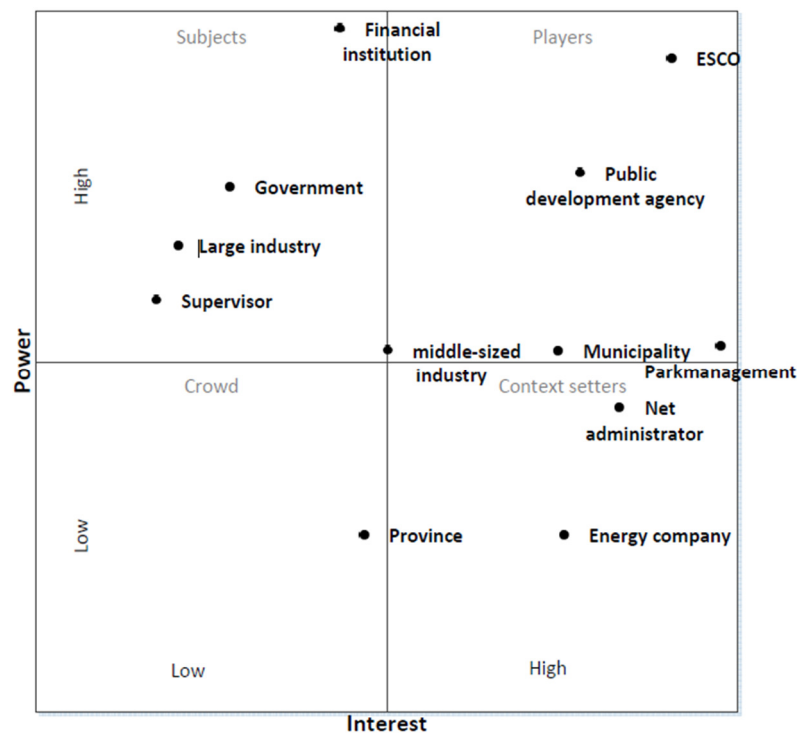 Subjects
Financial
institution
Players
ESCO
High
Government
Public
development agency
Large industry
Supervisor
Power
middle-sized
industry
Municipality
Parkmanagement
Crowd
Context setters
Net
administrator
Low
Province
Energy company
Low
High
Interest